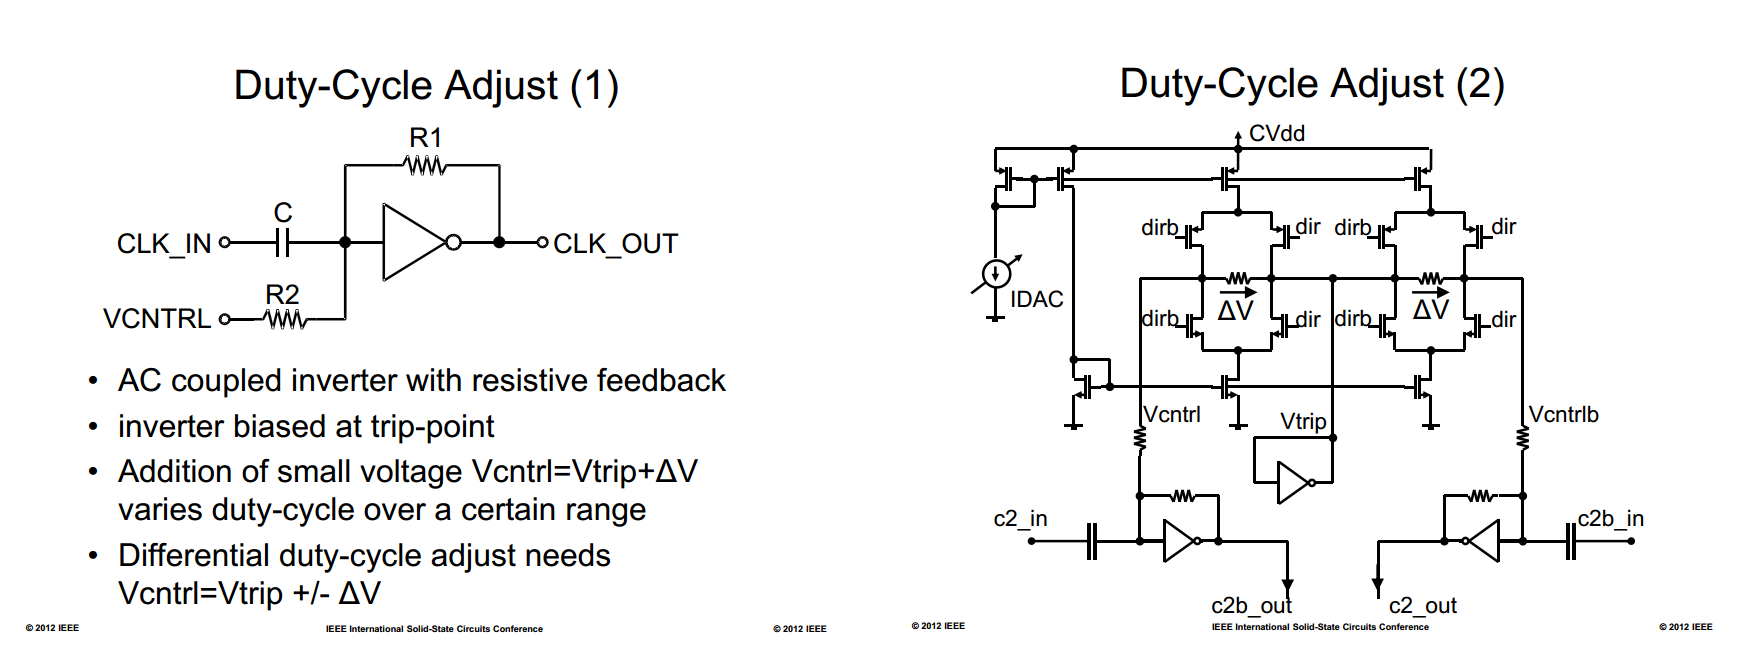 Duty-Cycle Adjust (1)
R1
C
CLK_IN
CLK_OUT
R2
VCNTRL
• AC coupled inverter with resistive feedback
• inverter biased at trip-point
• Addition of small voltage Vcntrl=Vtrip+ΔV
varies duty-cycle over a certain range
• Differential duty-cycle adjust needs
Vcntrl=Vtrip +/- ΔV
© 2012 IEEE
IEEE International Solid-State Circuits Conference
© 2012 IEEE
Duty-Cycle Adjust (2)
CVdd
dirb
dir
dirb
dir
IDAC
ΔV
ΔV
dirb
dir
dirb
dir
Vcntrl
Vtrip
Vcntrlb
c2_in
c2b_in
c2b_out
c2_out
© 2012 IEEE
IEEE International Solid-State Circuits Conference
© 2012 IEEE